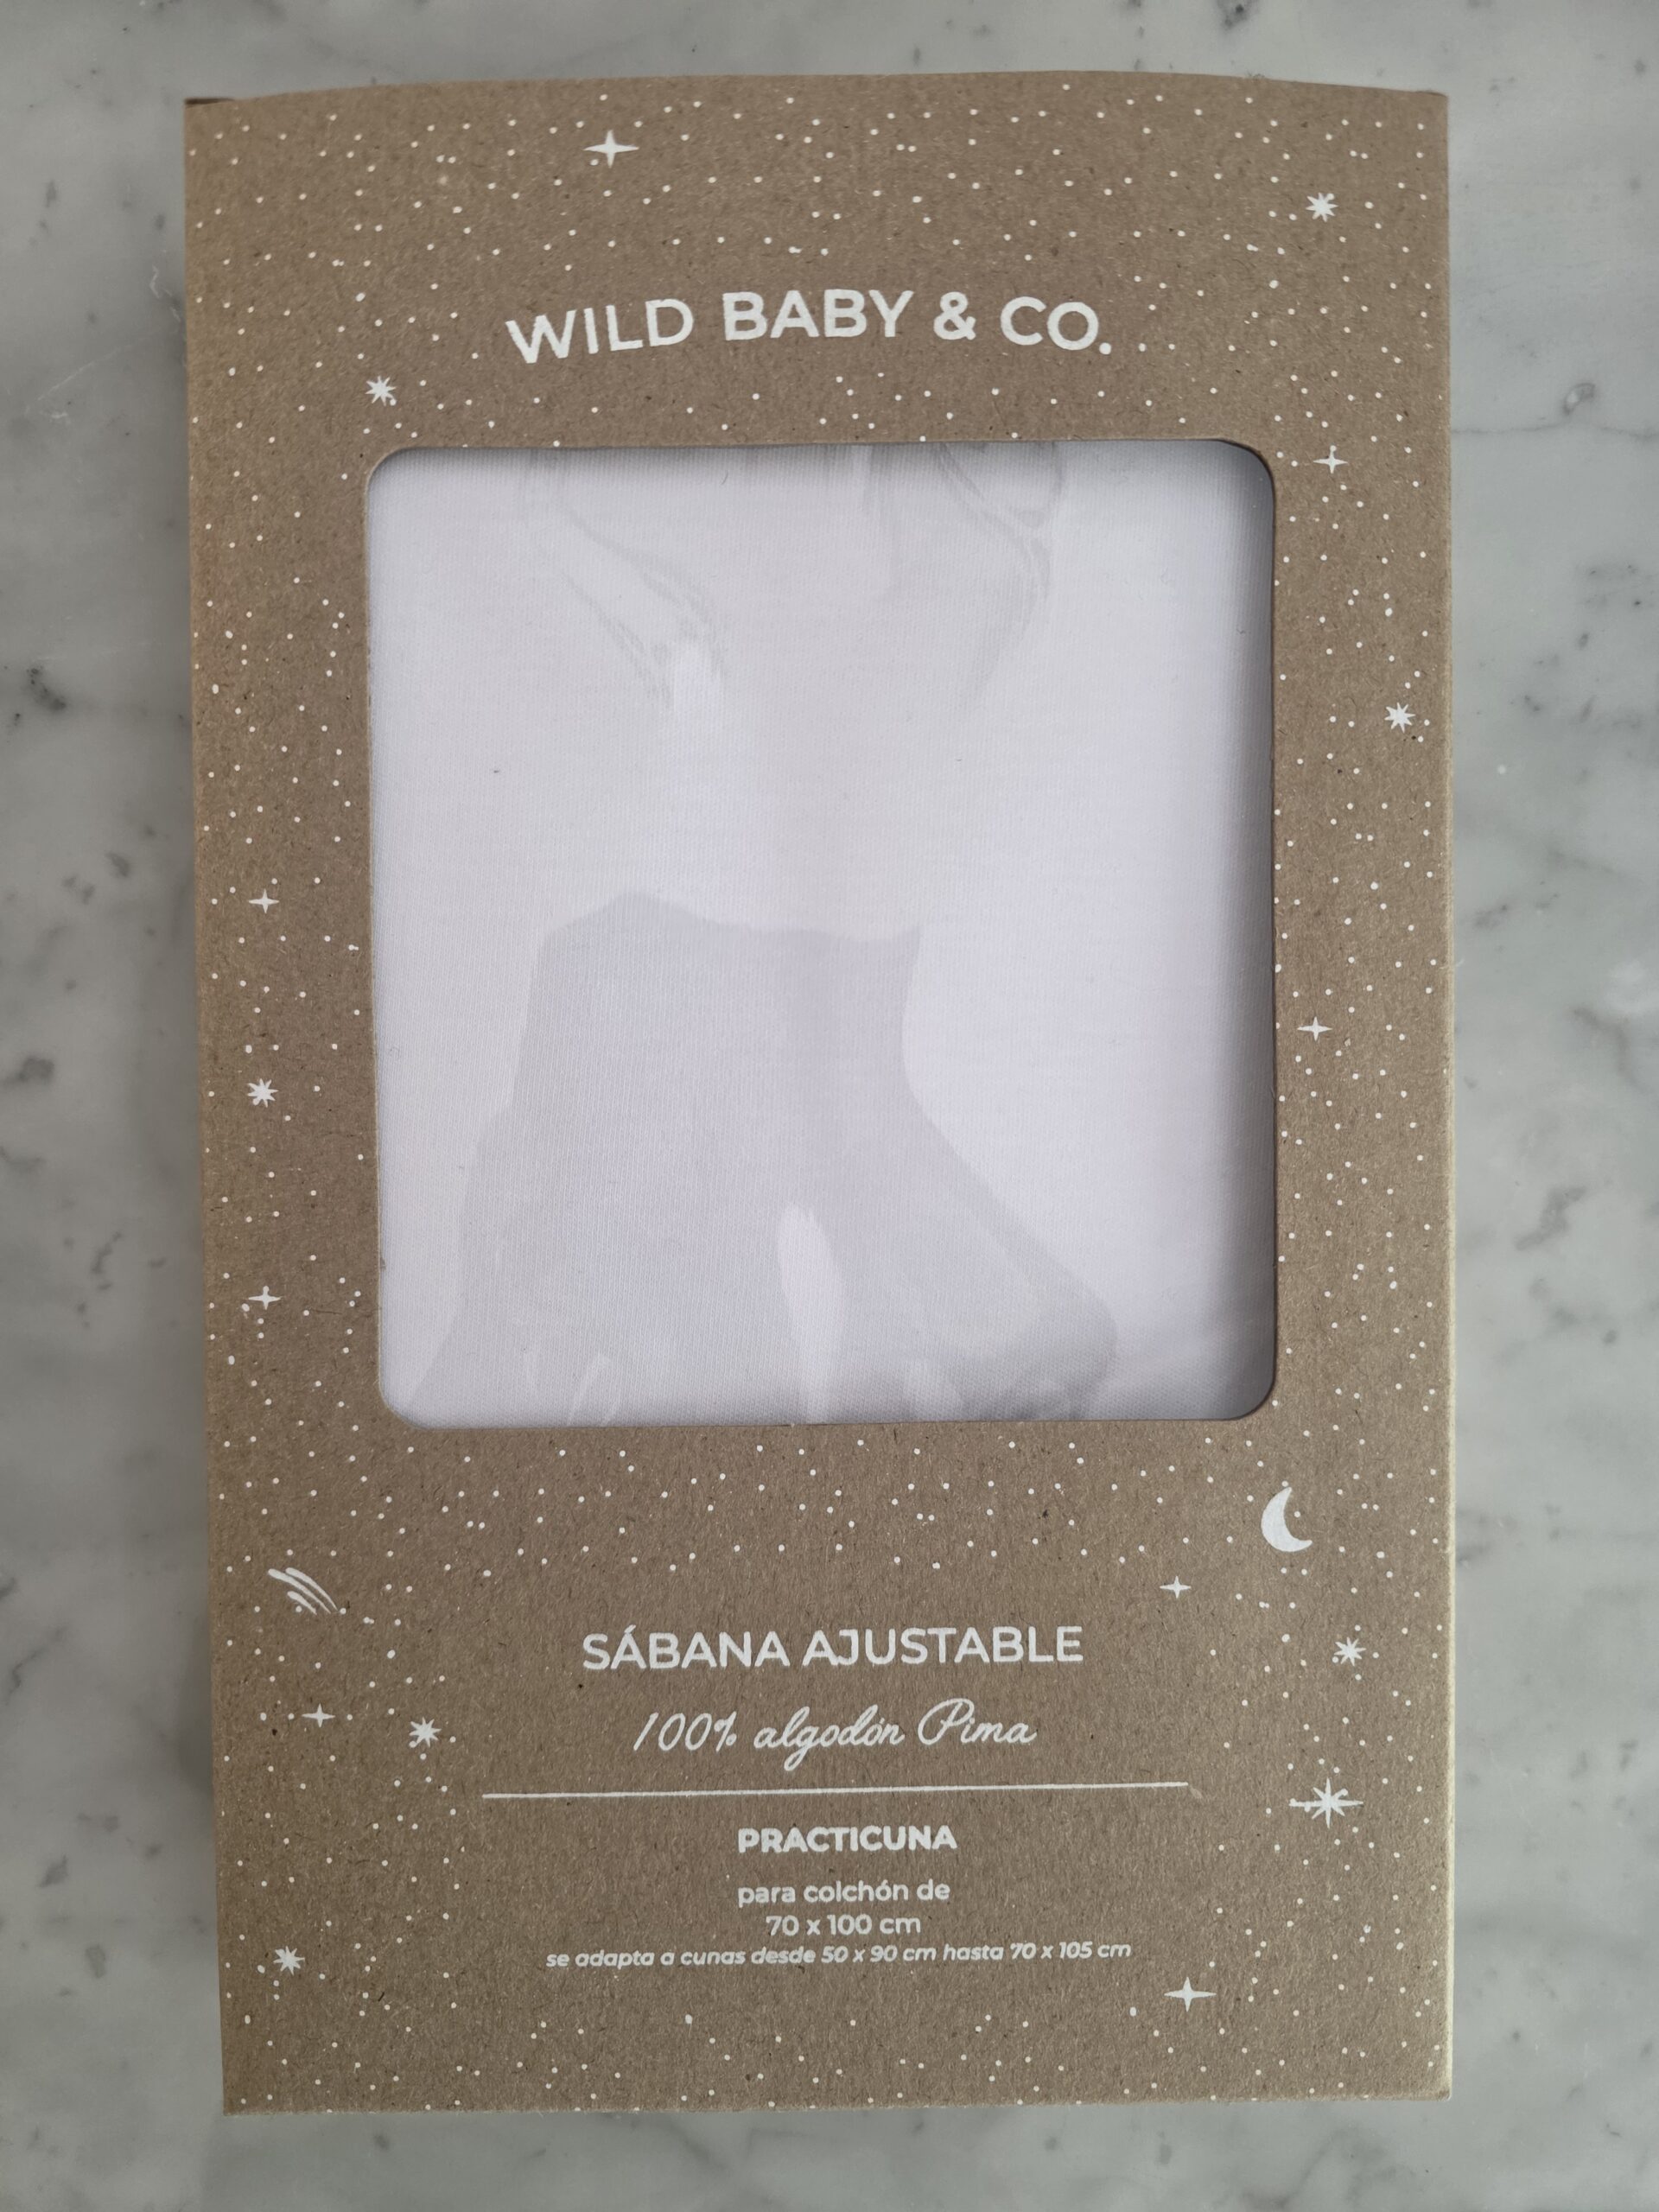 WILD BABY & CO.
SÁBANA AJUSTABLE
100% algodón Pima
PRACTICUNA
para colchón de
70 x 100 cm
se adapta a cunas desde 50 x 90 cm hasta 70 x 105 cm